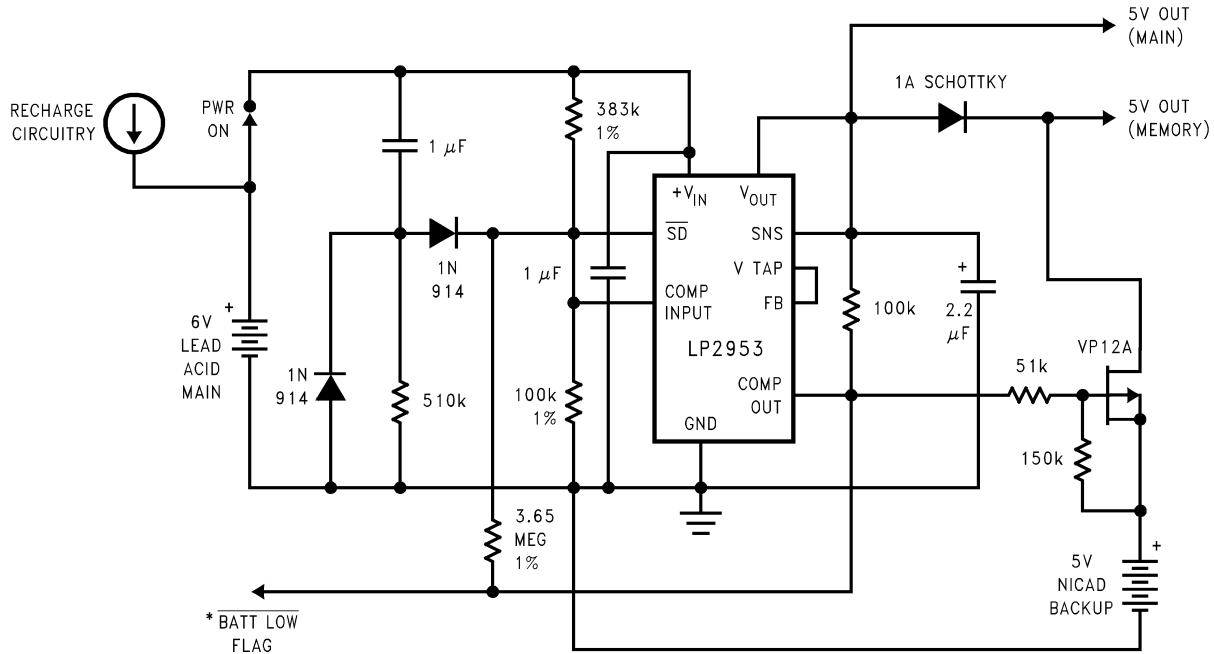 5V OUT
(MAIN)
1A SCHOTTKY
5V OUT
(MEMORY)
RECHARGE
CIRCUITRY
PWR
ON
383k
1%
1 μF
+VIN
VOUT
SD
SNS
1N
914
1 μF
V TAP
FB
COMP
INPUT
+
2.2
μF
100k
LP2953
+
6V
LEAD
ACID
MAIN
VP12A
1N
914
510k
100k
1%
COMP
OUT
51k
GND
150k
3.65
MEG
1%
+
5V
NICAD
BACKUP
* BATT LOW
FLAG